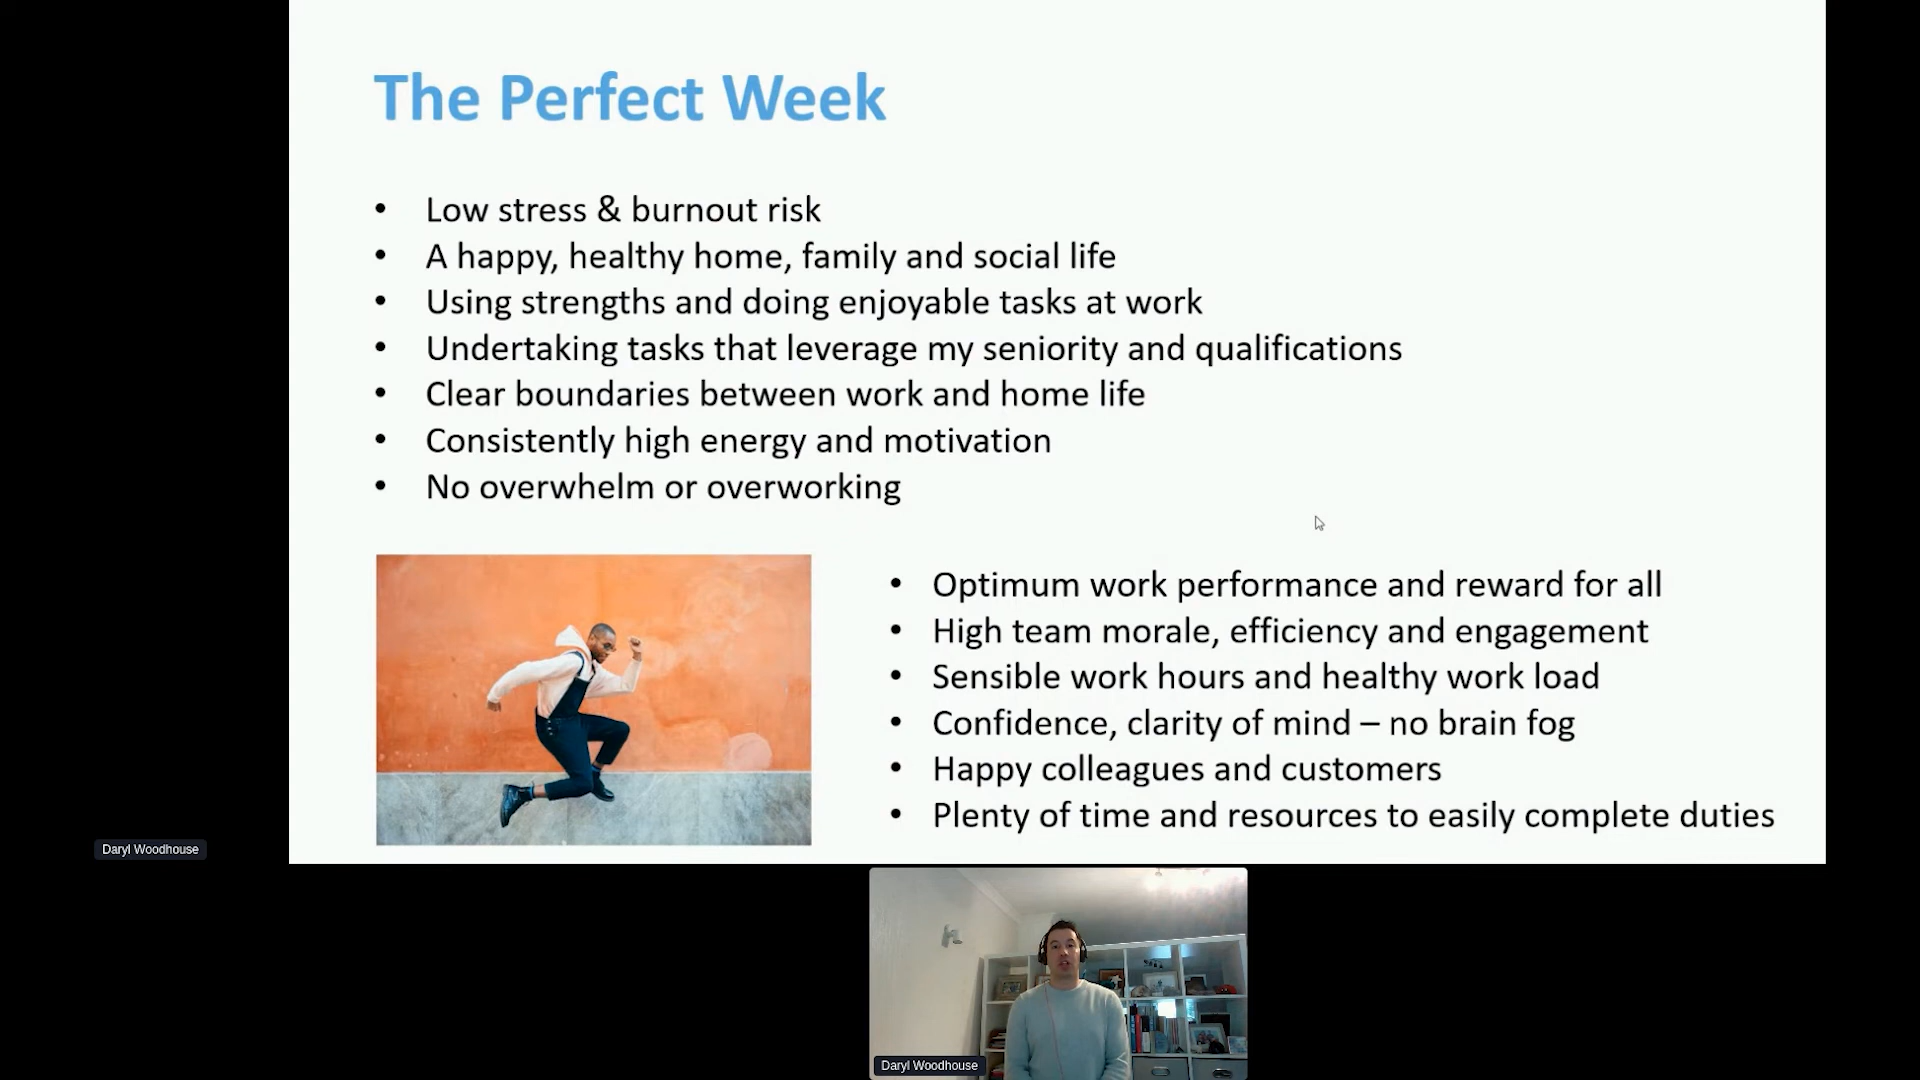 The Perfect Week
• Low stress & burnout risk
• A happy, healthy home, family and social life
• Using strengths and doing enjoyable tasks at work
• Undertaking tasks that leverage my seniority and qualifications
• Clear boundaries between work and home life
• Consistently high energy and motivation
• No overwhelm or overworking
• Optimum work performance and reward for all
• High team morale, efficiency and engagement
• Sensible work hours and healthy work load
• Confidence, clarity of mind – no brain fog
• Happy colleagues and customers
• Plenty of time and resources to easily complete duties
Daryl Woodhouse
Daryl Woodhouse